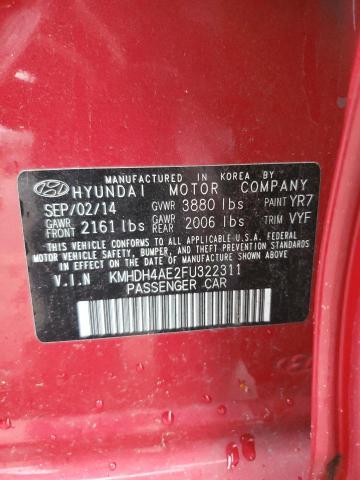 MANUFACTURED IN KOREA BY
HYUNDAI MOTOR COMPANY
SEP/02/14 GVWR 3880 lbs PAINT YR7
GAWR FRONT 2161 lbs GAWR REAR 2006 lbs TRIM VYF
THIS VEHICLE CONFORMS TO ALL APPLICABLE U.S.A. FEDERAL
MOTOR VEHICLE SAFETY, BUMPER, AND THEFT PREVENTION
STANDARDS IN EFFECT ON THE DATE OF MANUFACTURE SHOWN ABOVE.
V.I.N KMHDH4AE2FU322311
PASSENGER CAR